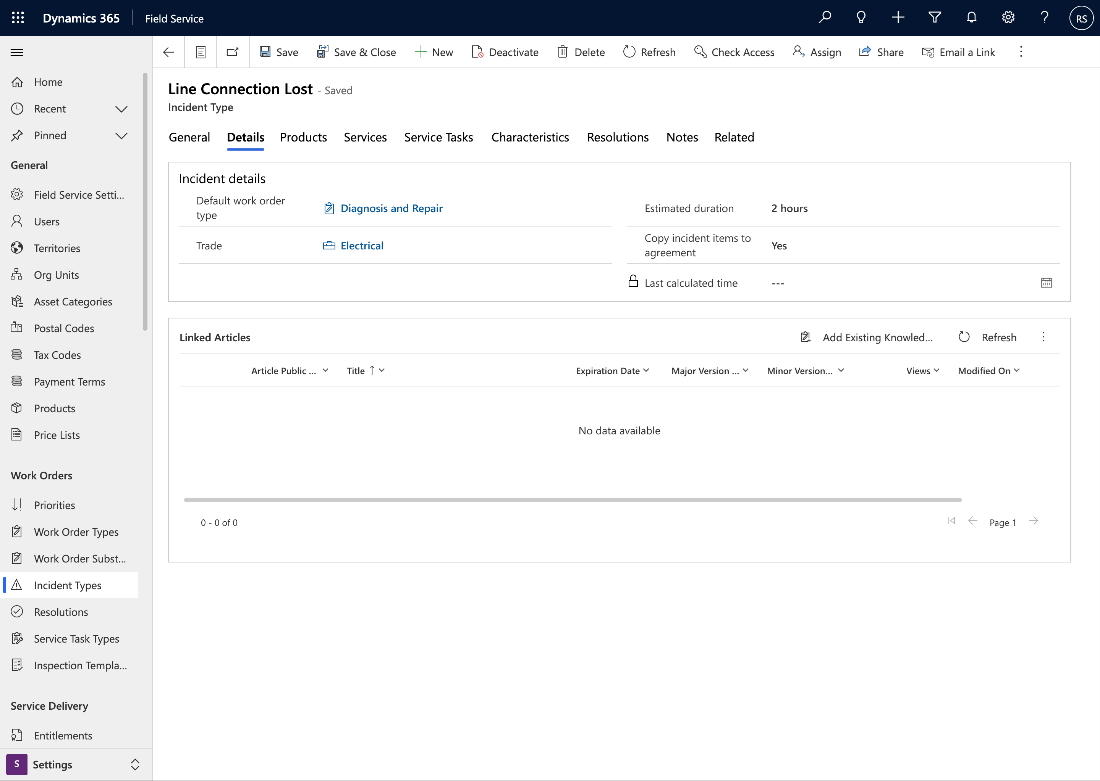 Dynamics 365
Field Service
RS
Home
Recent
Pinned
General
Field Service Setti...
Users
Territories
Org Units
Asset Categories
Postal Codes
Tax Codes
Payment Terms
Products
Price Lists
Work Orders
Priorities
Work Order Types
Work Order Subst...
Incident Types
Resolutions
Service Task Types
Inspection Templa...
Service Delivery
Entitlements
S Settings
Save Save & Close New Deactivate Delete Refresh Check Access Assign Share Email a Link
Line Connection Lost - Saved
Incident Type
General Details Products Services Service Tasks Characteristics Resolutions Notes Related
Incident details
Default work order
type
Diagnosis and Repair
Trade
Electrical
Estimated duration
2 hours
Copy incident items to
agreement
Yes
Last calculated time
---
Linked Articles
Add Existing Knowled...
Refresh
Article Public ... Title Expiration Date Major Version ... Minor Version... Views Modified On
No data available
0 - 0 of 0
Page 1